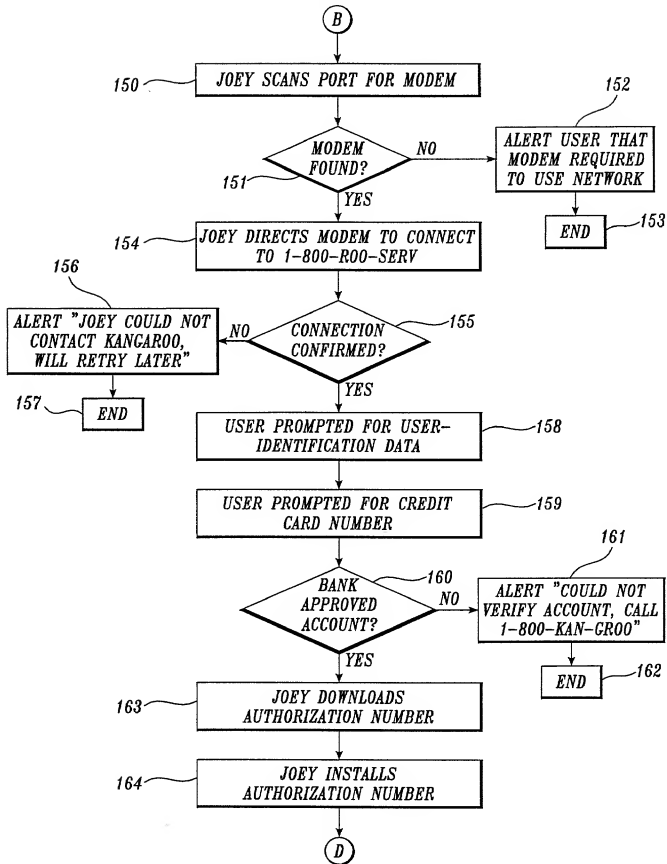 B
150
JOEY SCANS PORT FOR MODEM
MODEM
FOUND?
151
NO
152
ALERT USER THAT
MODEM REQUIRED
TO USE NETWORK
END
153
YES
154
JOEY DIRECTS MODEM TO CONNECT
TO 1-800-ROO-SERV
CONNECTION
CONFIRMED?
155
NO
156
ALERT "JOEY COULD NOT
CONTACT KANGAROO,
WILL RETRY LATER"
157
END
YES
USER PROMPTED FOR USER-
IDENTIFICATION DATA
158
USER PROMPTED FOR CREDIT
CARD NUMBER
159
BANK
APPROVED
ACCOUNT?
160
NO
161
ALERT "COULD NOT
VERIFY ACCOUNT, CALL
1-800-KAN-GROO"
END
162
YES
163
JOEY DOWNLOADS
AUTHORIZATION NUMBER
164
JOEY INSTALLS
AUTHORIZATION NUMBER
D